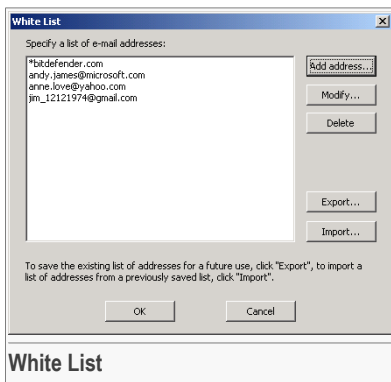 White List
Specify a list of e-mail addresses:
*bitdefender.com
andy.james@microsoft.com
anne.love@yahoo.com
jim_12121974@gmail.com
Add address...
Modify...
Delete
Export...
Import...
To save the existing list of addresses for a future use, click "Export", to import a
list of addresses from a previously saved list, click "Import".
OK
Cancel
White List